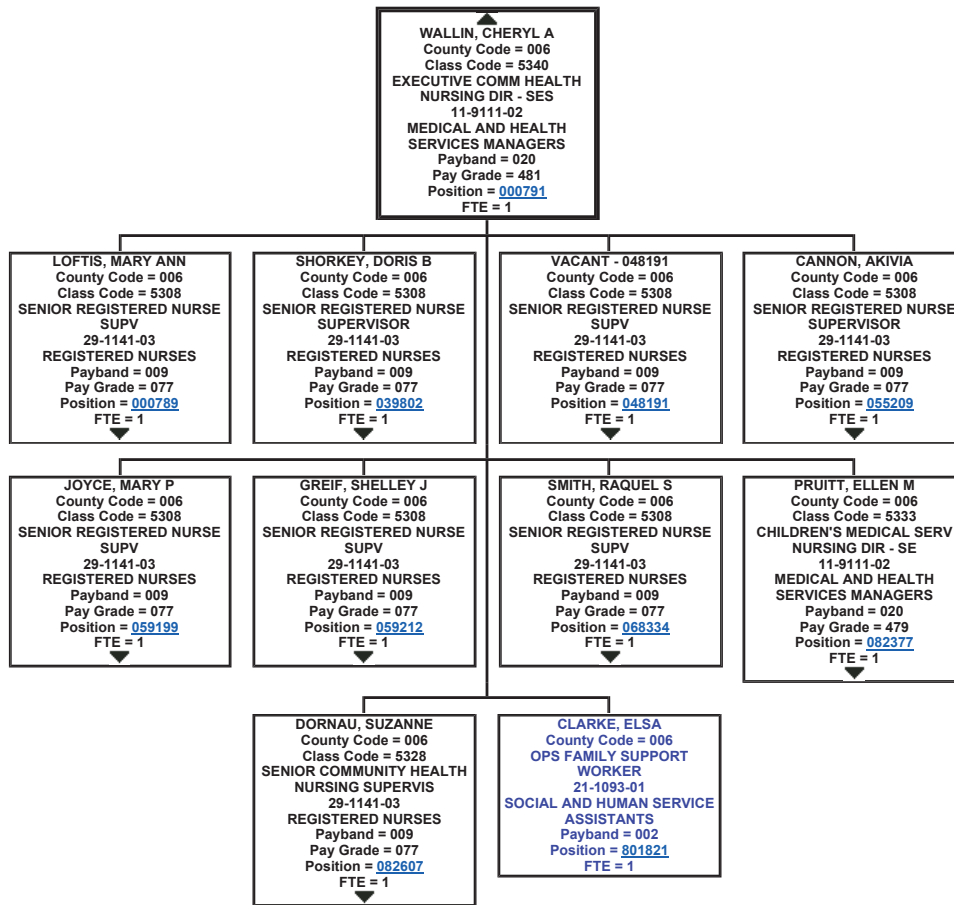 WALLIN, CHERYL A
County Code = 006
Class Code = 5340
EXECUTIVE COMM HEALTH
NURSING DIR - SES
11-9111-02
MEDICAL AND HEALTH
SERVICES MANAGERS
Payband = 020
Pay Grade = 481
Position = 000791
FTE = 1
LOFTIS, MARY ANN
County Code = 006
Class Code = 5308
SENIOR REGISTERED NURSE
SUPV
29-1141-03
REGISTERED NURSES
Payband = 009
Pay Grade = 077
Position = 000789
FTE = 1
SHORKEY, DORIS B
County Code = 006
Class Code = 5308
SENIOR REGISTERED NURSE
SUPERVISOR
29-1141-03
REGISTERED NURSES
Payband = 009
Pay Grade = 077
Position = 039802
FTE = 1
VACANT - 048191
County Code = 006
Class Code = 5308
SENIOR REGISTERED NURSE
SUPV
29-1141-03
REGISTERED NURSES
Payband = 009
Pay Grade = 077
Position = 048191
FTE = 1
CANNON, AKIVIA
County Code = 006
Class Code = 5308
SENIOR REGISTERED NURSE
SUPERVISOR
29-1141-03
REGISTERED NURSES
Payband = 009
Pay Grade = 077
Position = 055209
FTE = 1
JOYCE, MARY P
County Code = 006
Class Code = 5308
SENIOR REGISTERED NURSE
SUPV
29-1141-03
REGISTERED NURSES
Payband = 009
Pay Grade = 077
Position = 059199
FTE = 1
GREIF, SHELLEY J
County Code = 006
Class Code = 5308
SENIOR REGISTERED NURSE
SUPV
29-1141-03
REGISTERED NURSES
Payband = 009
Pay Grade = 077
Position = 059212
FTE = 1
SMITH, RAQUEL S
County Code = 006
Class Code = 5308
SENIOR REGISTERED NURSE
SUPV
29-1141-03
REGISTERED NURSES
Payband = 009
Pay Grade = 077
Position = 068334
FTE = 1
PRUITT, ELLEN M
County Code = 006
Class Code = 5333
CHILDREN'S MEDICAL SERV
NURSING DIR - SE
11-9111-02
MEDICAL AND HEALTH
SERVICES MANAGERS
Payband = 020
Pay Grade = 479
Position = 082377
FTE = 1
DORNAU, SUZANNE
County Code = 006
Class Code = 5328
SENIOR COMMUNITY HEALTH
NURSING SUPERVIS
29-1141-03
REGISTERED NURSES
Payband = 009
Pay Grade = 077
Position = 082607
FTE = 1
CLARKE, ELSA
County Code = 006
OPS FAMILY SUPPORT
WORKER
21-1093-01
SOCIAL AND HUMAN SERVICE
ASSISTANTS
Payband = 002
Position = 801821
FTE = 1